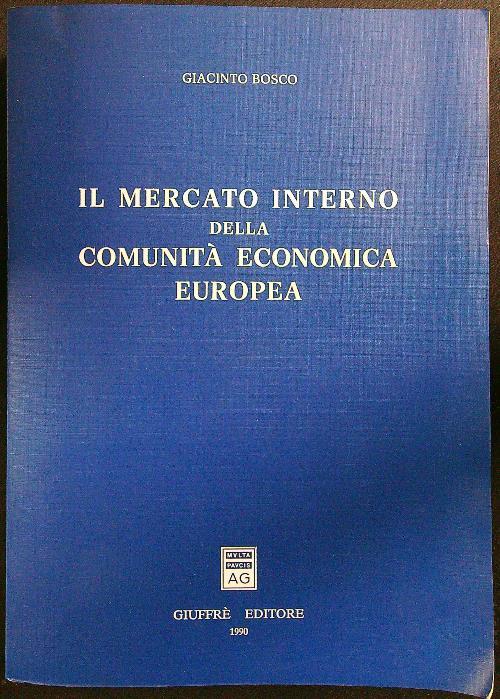 GIACINTO BOSCO
IL MERCATO INTERNO
DELLA
COMUNITÀ ECONOMICA
EUROPEA
MVLTA
PAVCIS
AG
GIUFFRÈ EDITORE
1990